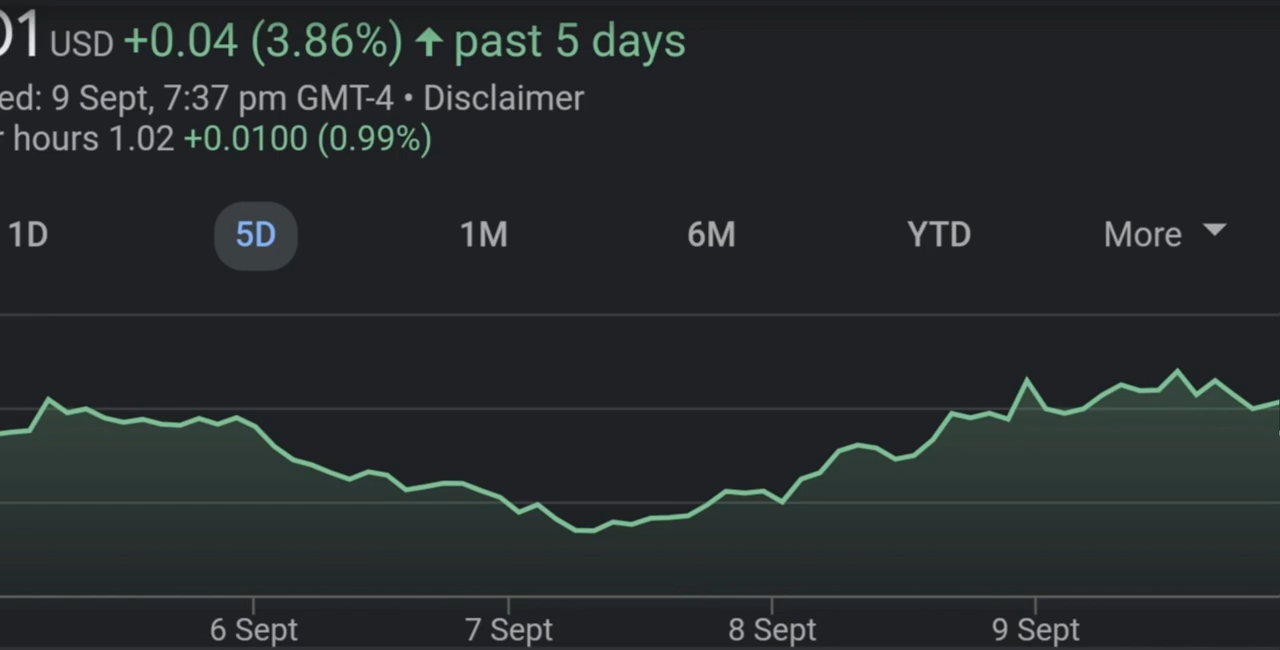 01 USD +0.04 (3.86%) ↑ past 5 days
ed: 9 Sept, 7:37 pm GMT-4 • Disclaimer
r hours 1.02 +0.0100 (0.99%)
1D 5D 1M 6M YTD More
6 Sept 7 Sept 8 Sept 9 Sept